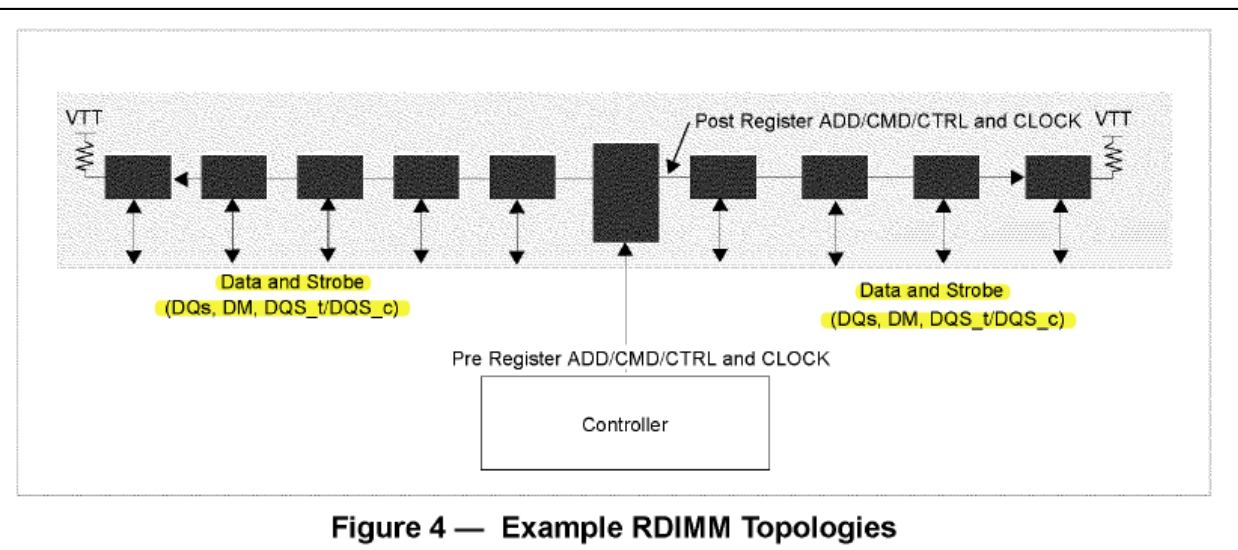 VTT
Post Register ADD/CMD/CTRL and CLOCK
VTT
Data and Strobe
(DQs, DM, DQS_t/DQS_c)
Data and Strobe
(DQs, DM, DQS_t/DQS_c)
Pre Register ADD/CMD/CTRL and CLOCK
Controller
Figure 4 — Example RDIMM Topologies